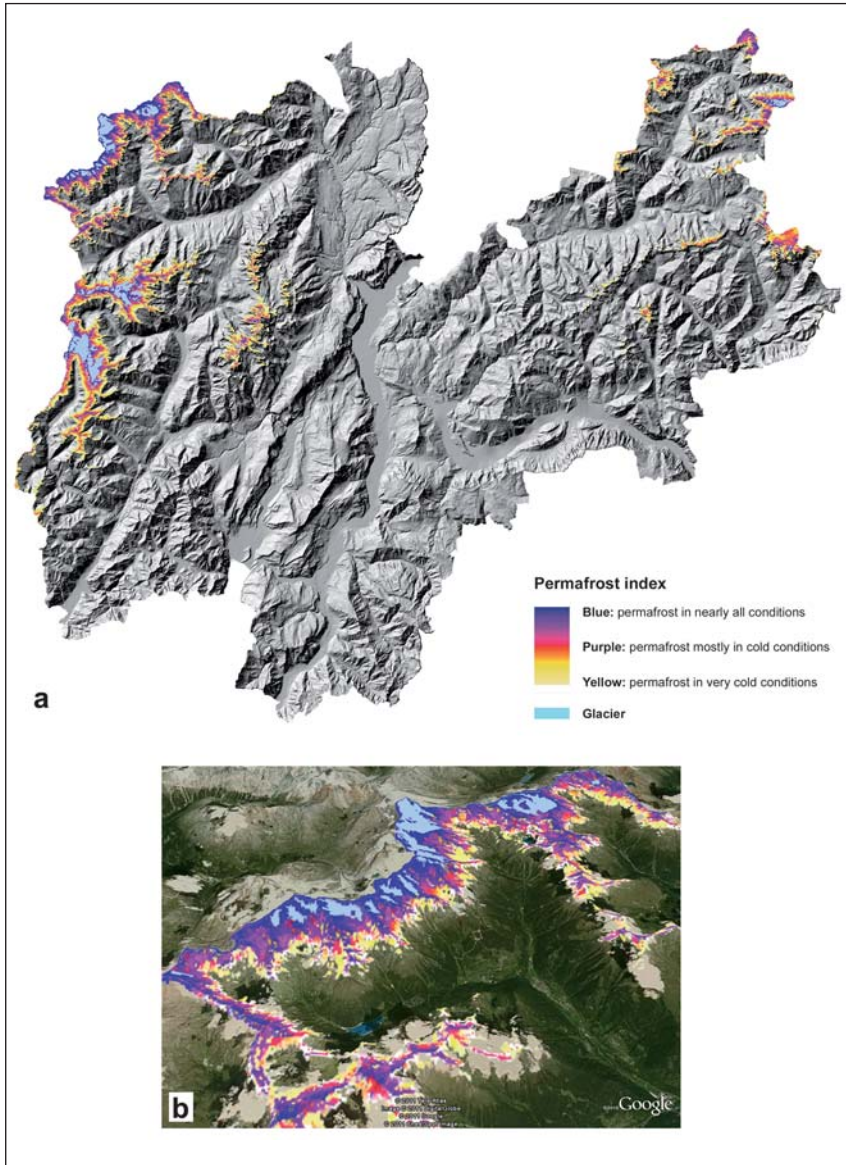 Permafrost index
Blue: permafrost in nearly all conditions
Purple: permafrost mostly in cold conditions
Yellow: permafrost in very cold conditions
Glacier
a
b
Google